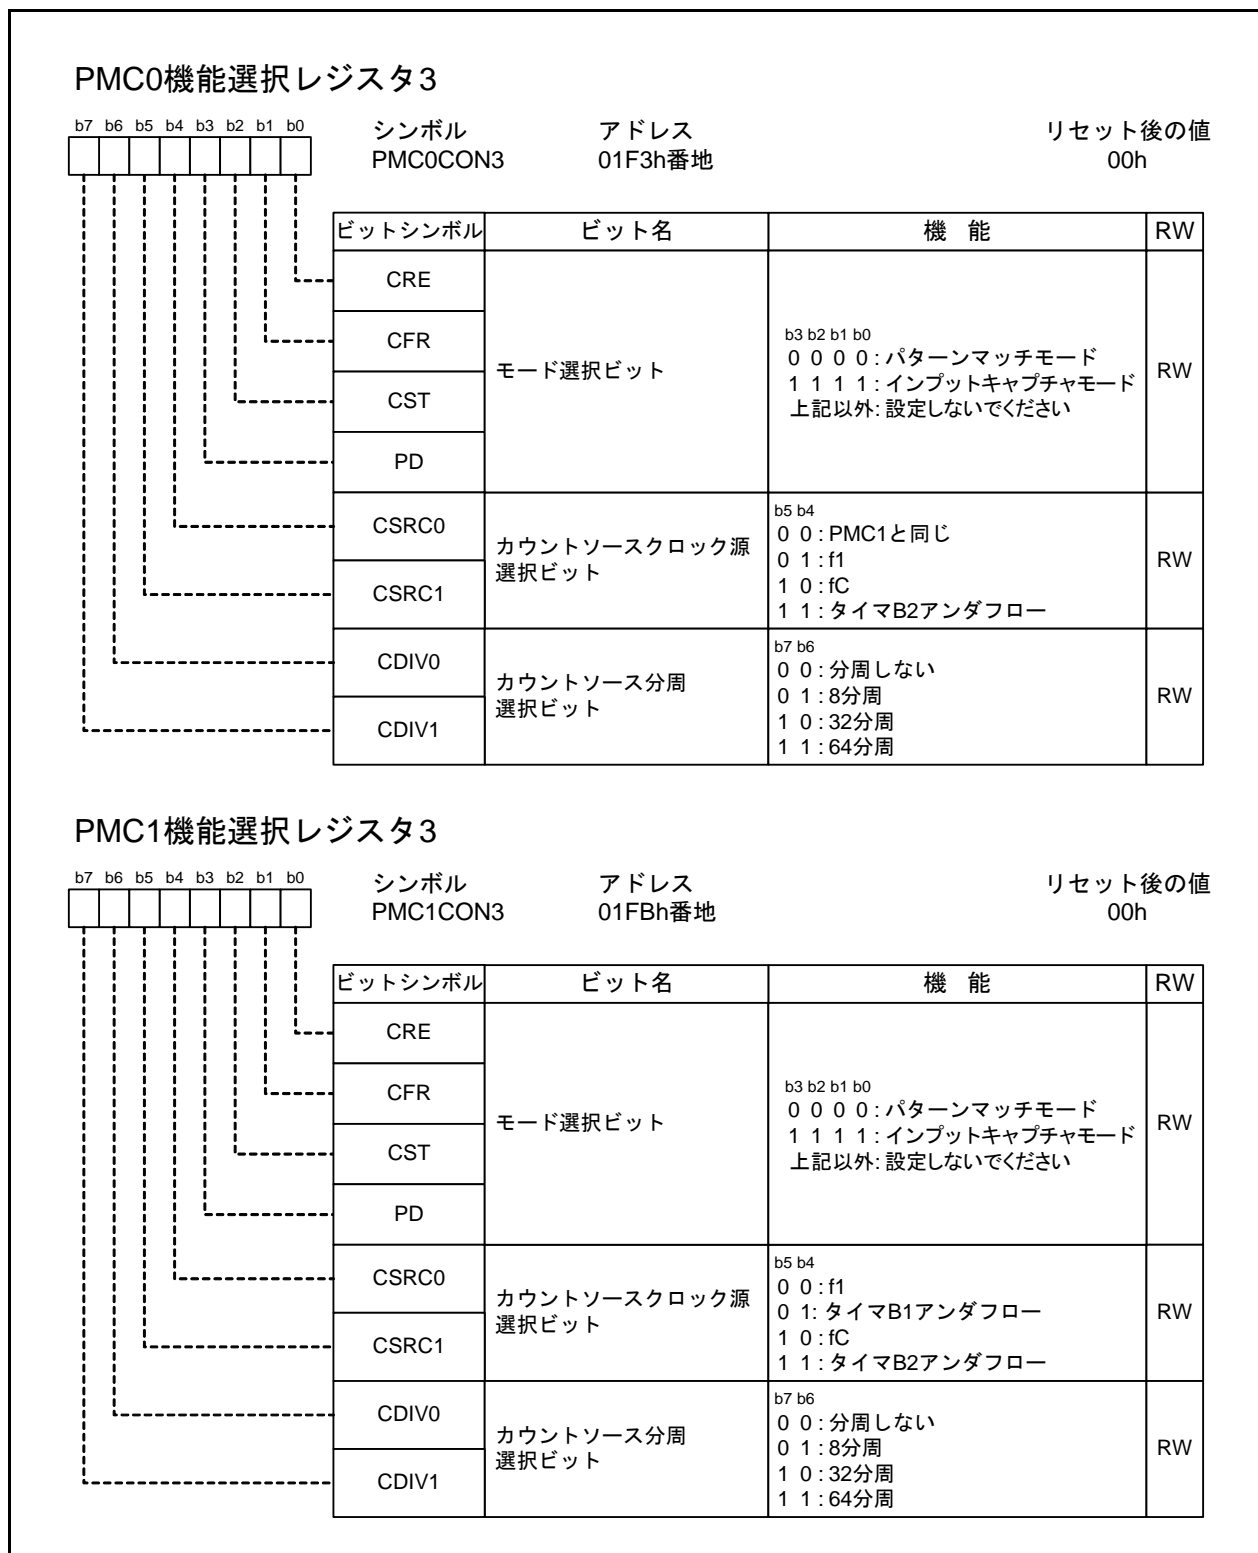 PMC0機能選択レジスタ3
b7 b6 b5 b4 b3 b2 b1 b0
シンボル アドレス リセット後の値
PMC0CON3 01F3h番地 00h
ビットシンボル ビット名 機 能 RW
CRE
CFR
CST
PD
モード選択ビット
b3 b2 b1 b0
0 0 0 0 : パターンマッチモード
1 1 1 1 : インプットキャプチャモード
上記以外: 設定しないでください
RW
CSRC0
CSRC1
カウントソースクロック源
選択ビット
b5 b4
0 0 : PMC1と同じ
0 1 : f1
1 0 : fC
1 1 : タイマB2アンダフロー
RW
CDIV0
CDIV1
カウントソース分周
選択ビット
b7 b6
0 0 : 分周しない
0 1 : 8分周
1 0 : 32分周
1 1 : 64分周
RW
PMC1機能選択レジスタ3
b7 b6 b5 b4 b3 b2 b1 b0
シンボル アドレス リセット後の値
PMC1CON3 01FBh番地 00h
ビットシンボル ビット名 機 能 RW
CRE
CFR
CST
PD
モード選択ビット
b3 b2 b1 b0
0 0 0 0 : パターンマッチモード
1 1 1 1 : インプットキャプチャモード
上記以外: 設定しないでください
RW
CSRC0
CSRC1
カウントソースクロック源
選択ビット
b5 b4
0 0 : f1
0 1: タイマB1アンダフロー
1 0 : fC
1 1 : タイマB2アンダフロー
RW
CDIV0
CDIV1
カウントソース分周
選択ビット
b7 b6
0 0 : 分周しない
0 1 : 8分周
1 0 : 32分周
1 1 : 64分周
RW